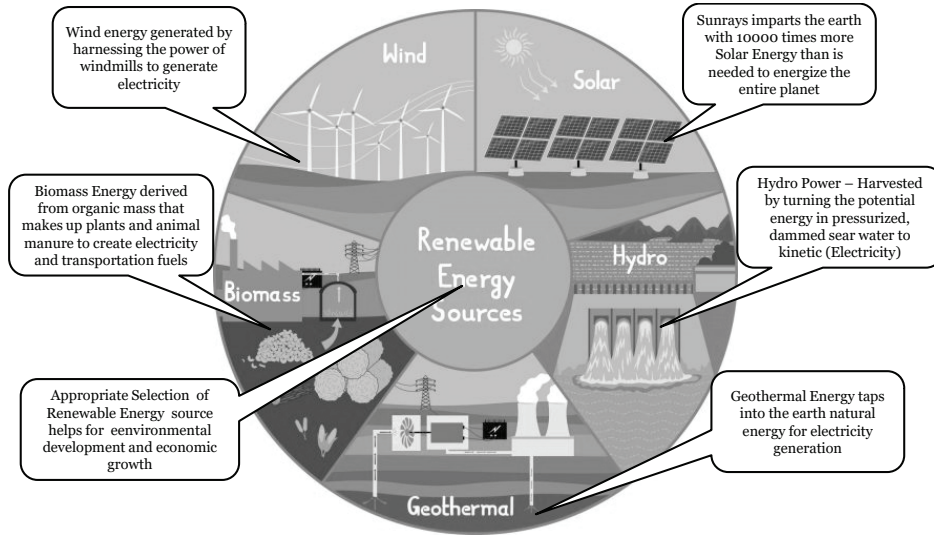 Wind energy generated by
harnessing the power of
windmills to generate
electricity
Sunrays imparts the earth
with 10000 times more
Solar Energy than is
needed to energize the
entire planet
Wind
Solar
Biomass Energy derived
from organic mass that
makes up plants and animal
manure to create electricity
and transportation fuels
Hydro Power – Harvested
by turning the potential
energy in pressurized,
dammed sear water to
kinetic (Electricity)
Renewable
Energy
Sources
Hydro
Biomass
Appropriate Selection of
Renewable Energy source
helps for eenvironmental
development and economic
growth
Geothermal Energy taps
into the earth natural
energy for electricity
generation
Geothermal